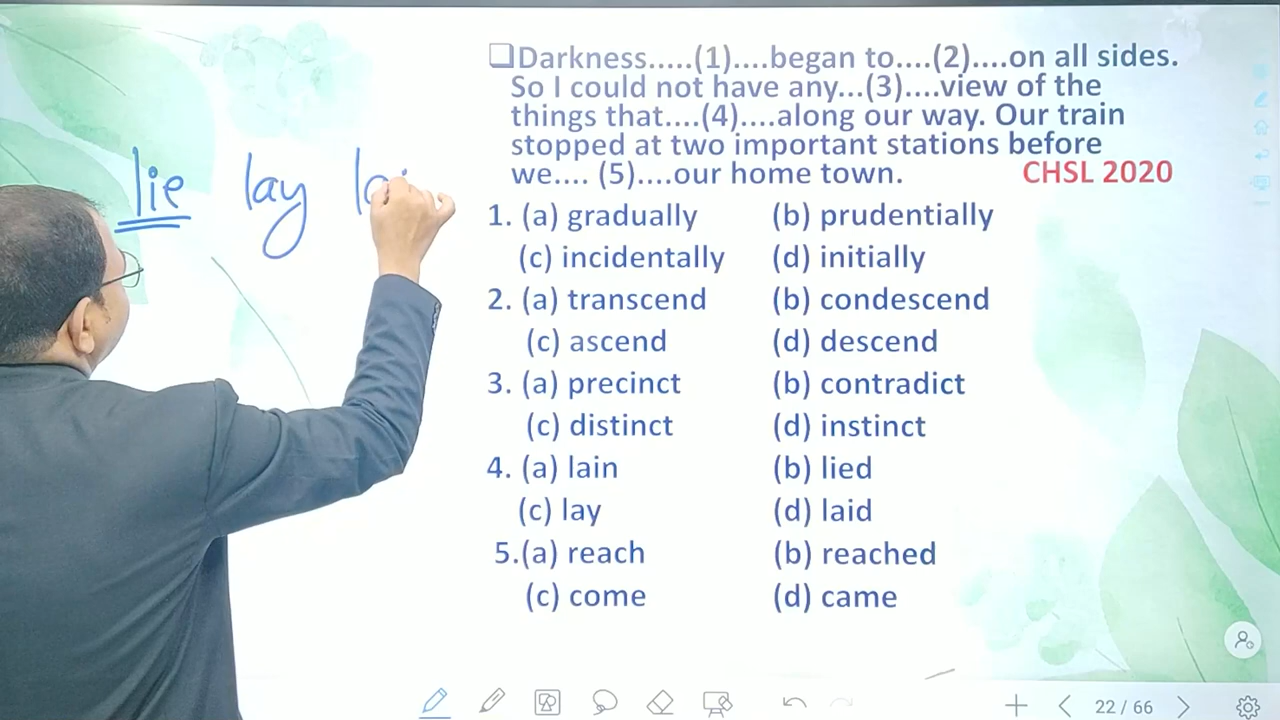 ❑Darkness.....(1)....began to....(2)....on all sides.
So I could not have any...(3)....view of the
things that....(4)....along our way. Our train
stopped at two important stations before
we.... (5)....our home town. CHSL 2020
lie lay
1. (a) gradually (b) prudentially
(c) incidentally (d) initially
2. (a) transcend (b) condescend
(c) ascend (d) descend
3. (a) precinct (b) contradict
(c) distinct (d) instinct
4. (a) lain (b) lied
(c) lay (d) laid
5.(a) reach (b) reached
(c) come (d) came
22 / 66